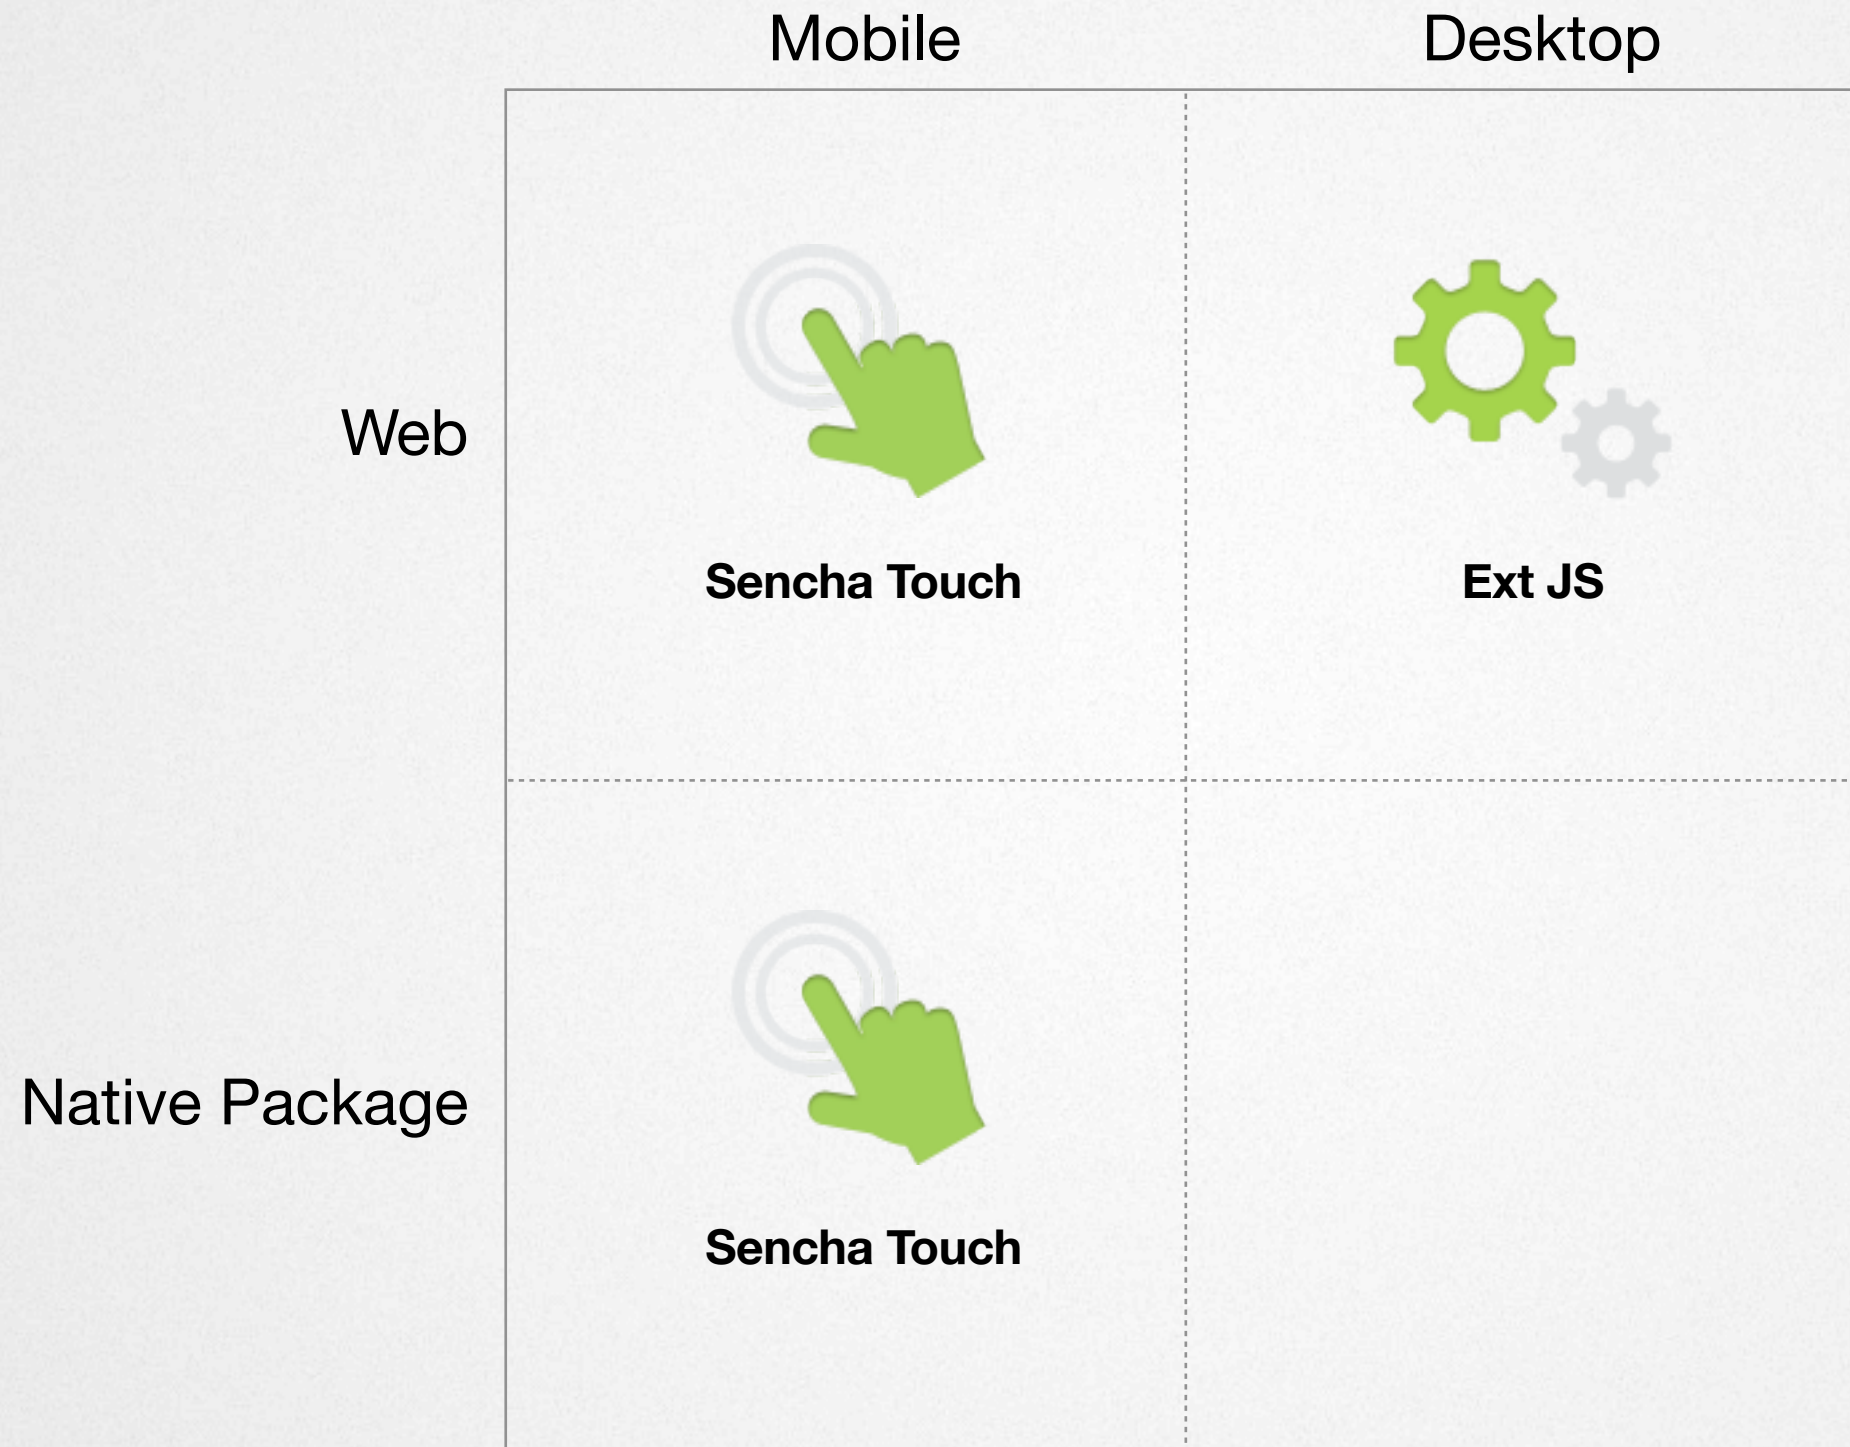 Mobile
Desktop
Web
Sencha Touch
Ext JS
Native Package
Sencha Touch